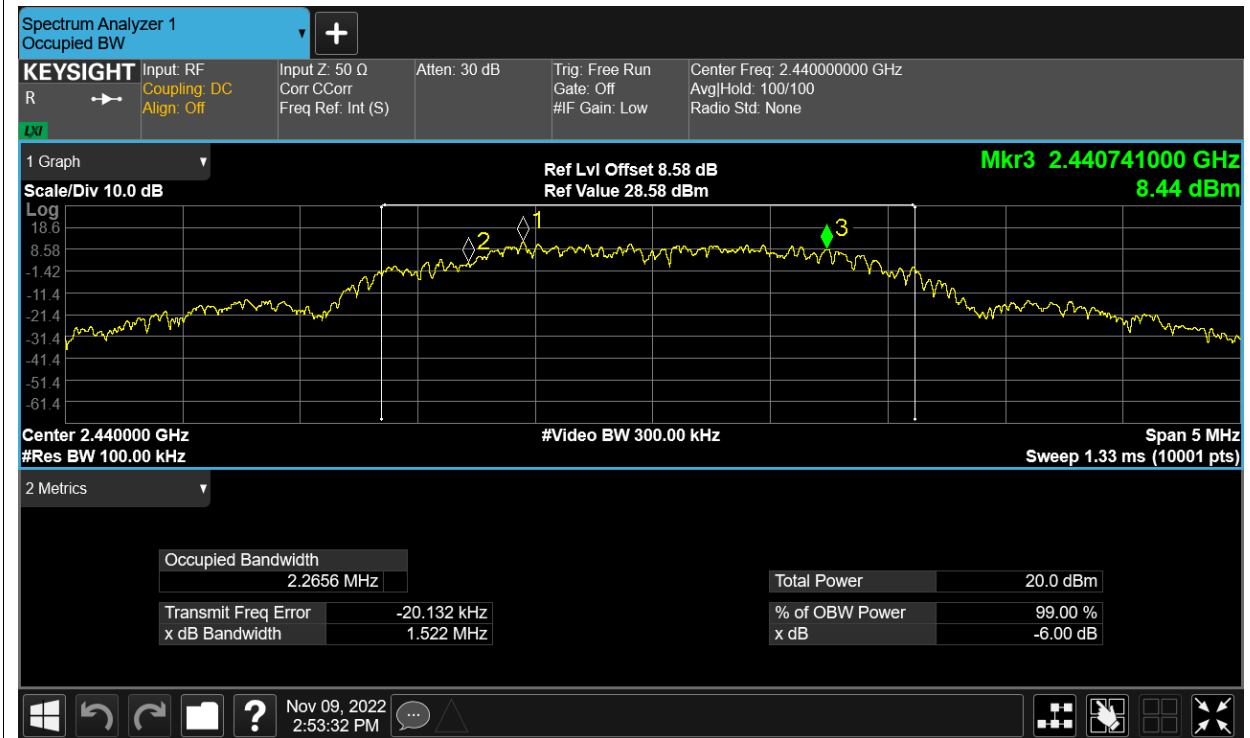 Spectrum Analyzer 1
Occupied BW
KEYSIGHT
R
LXI
Input: RF
Coupling: DC
Align: Off
Input Z: 50 Ω
Corr CCorr
Freq Ref: Int (S)
Atten: 30 dB
Trig: Free Run
Gate: Off
#IF Gain: Low
Center Freq: 2.440000000 GHz
Avg|Hold: 100/100
Radio Std: None
1 Graph
Scale/Div 10.0 dB
Ref Lvl Offset 8.58 dB
Ref Value 28.58 dBm
Mkr3 2.440741000 GHz
8.44 dBm
Log
18.6
8.58
-1.42
-11.4
-21.4
-31.4
-41.4
-51.4
-61.4
1
2
3
Center 2.440000 GHz
#Res BW 100.00 kHz
#Video BW 300.00 kHz
Span 5 MHz
Sweep 1.33 ms (10001 pts)
2 Metrics
Occupied Bandwidth
2.2656 MHz
Transmit Freq Error -20.132 kHz
x dB Bandwidth 1.522 MHz
Total Power 20.0 dBm
% of OBW Power 99.00 %
x dB -6.00 dB
?
Nov 09, 2022
2:53:32 PM